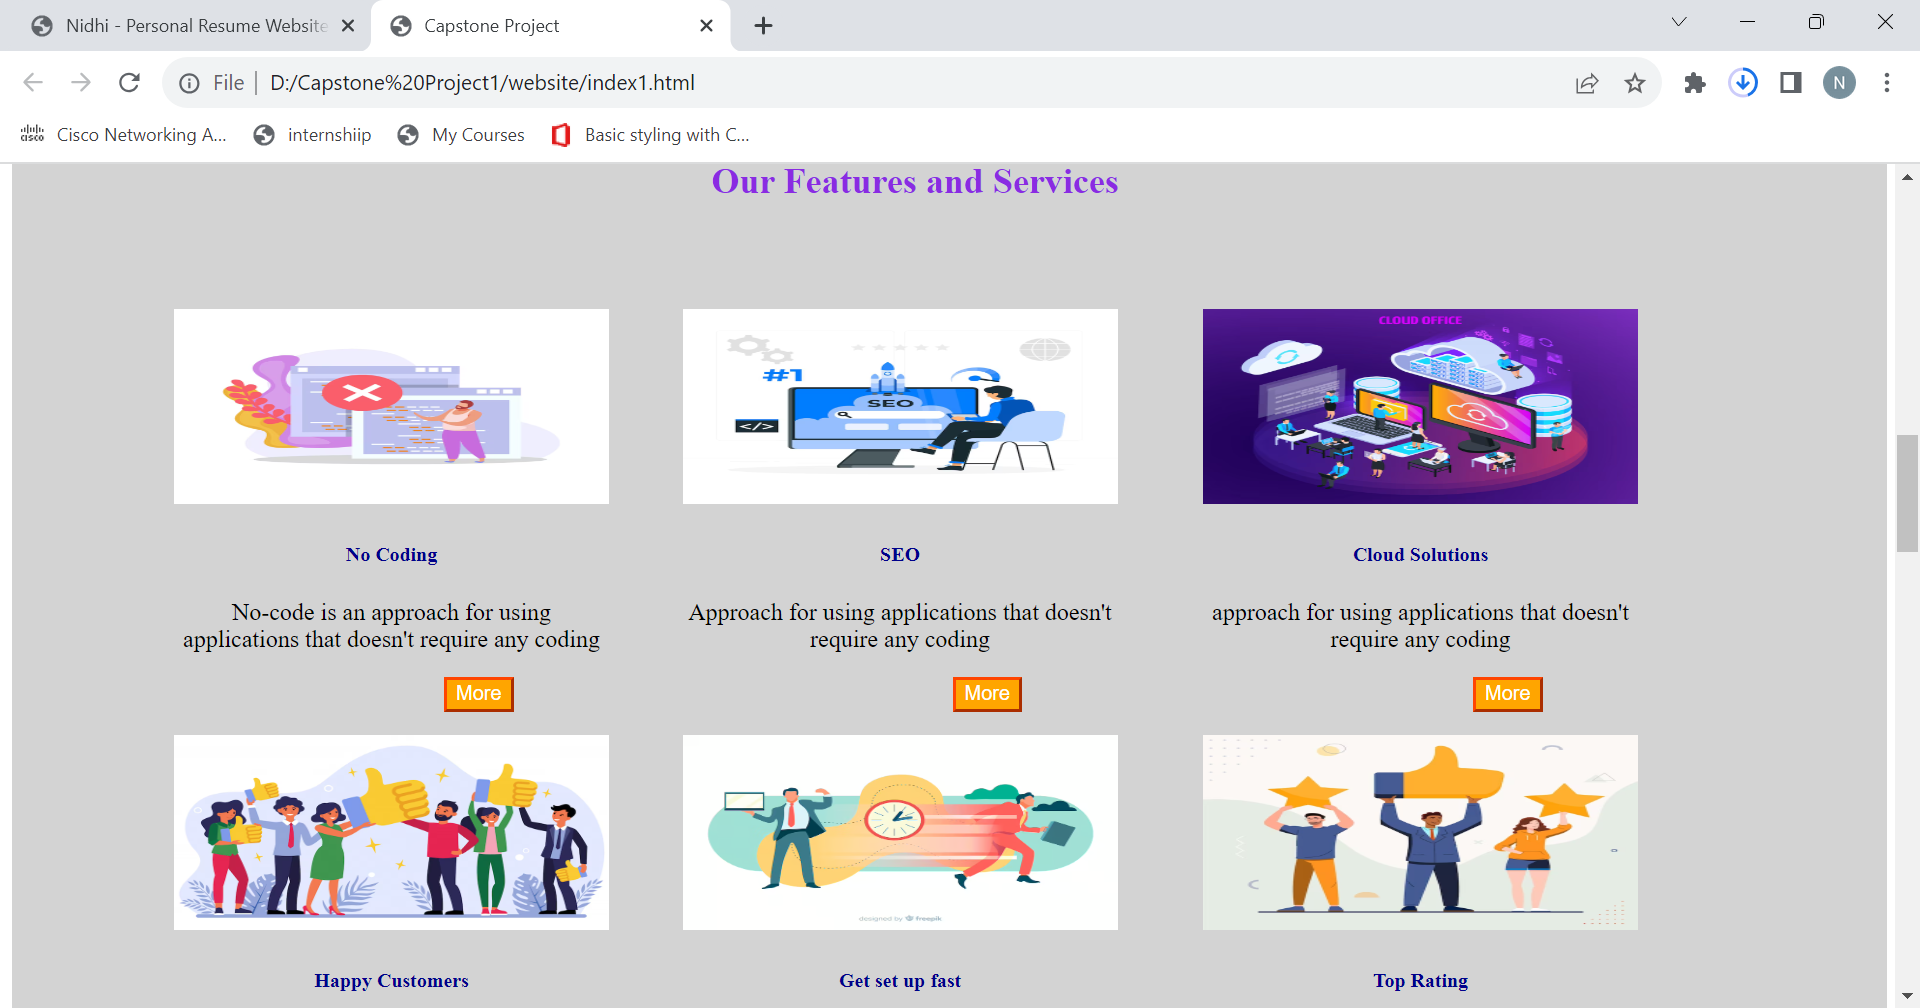 Nidhi - Personal Resume Website
Capstone Project
File
D:/Capstone%20Project1/website/index1.html
N
cisco
Cisco Networking A...
internshiip
My Courses
Basic styling with C...
Our Features and Services
CLOUD OFFICE
#1
SEO
</>
No Coding
SEO
Cloud Solutions
No-code is an approach for using
applications that doesn't require any coding
Approach for using applications that doesn't
require any coding
approach for using applications that doesn't
require any coding
More
More
More
designed by freepik
Happy Customers
Get set up fast
Top Rating